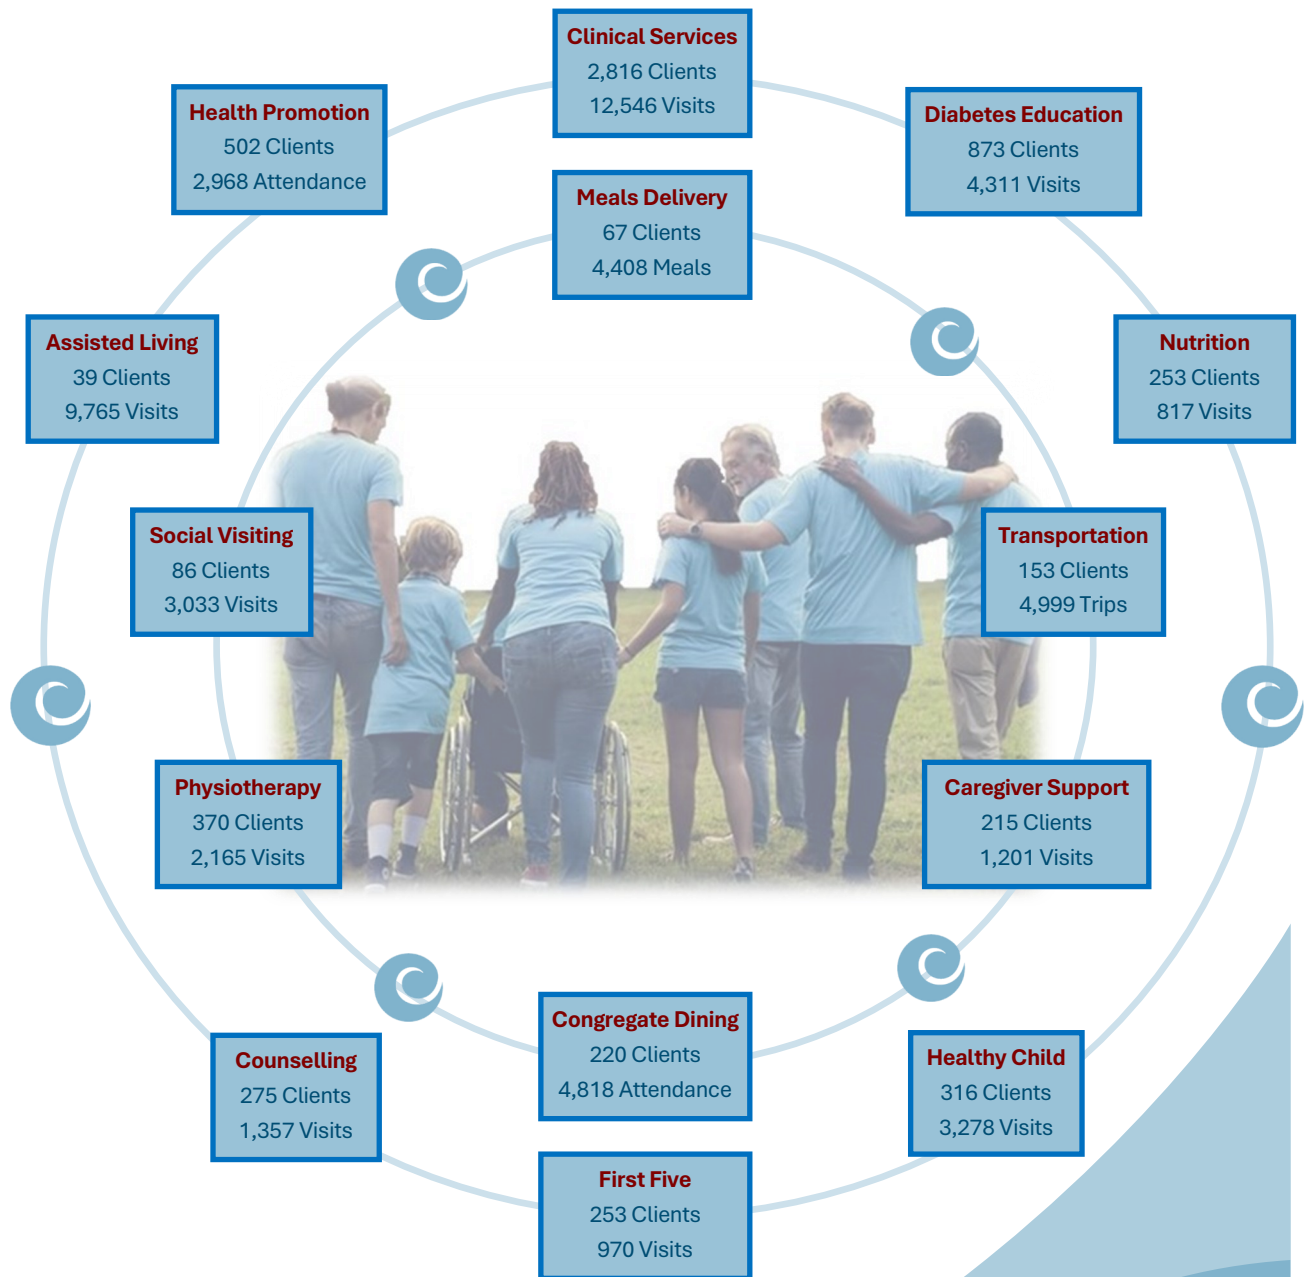 Clinical Services
2,816 Clients
12,546 Visits
Health Promotion
502 Clients
2,968 Attendance
Diabetes Education
873 Clients
4,311 Visits
Meals Delivery
67 Clients
4,408 Meals
Assisted Living
39 Clients
9,765 Visits
Nutrition
253 Clients
817 Visits
Social Visiting
86 Clients
3,033 Visits
Transportation
153 Clients
4,999 Trips
Physiotherapy
370 Clients
2,165 Visits
Caregiver Support
215 Clients
1,201 Visits
Congregate Dining
220 Clients
4,818 Attendance
Counselling
275 Clients
1,357 Visits
Healthy Child
316 Clients
3,278 Visits
First Five
253 Clients
970 Visits